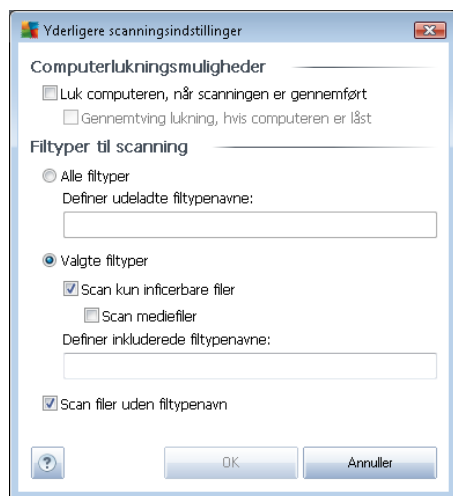 Yderligere scanningsindstillinger
Computerlukningsmuligheder
Luk computeren, når scanningen er gennemført
Gennemtving lukning, hvis computeren er låst
Filtyper til scanning
Alle filtyper
Definer udeladte filtypenavne:
Valgte filtyper
Scan kun inficerbare filer
Scan mediefiler
Definer inkluderede filtypenavne:
Scan filer uden filtypenavn
? OK Annuller